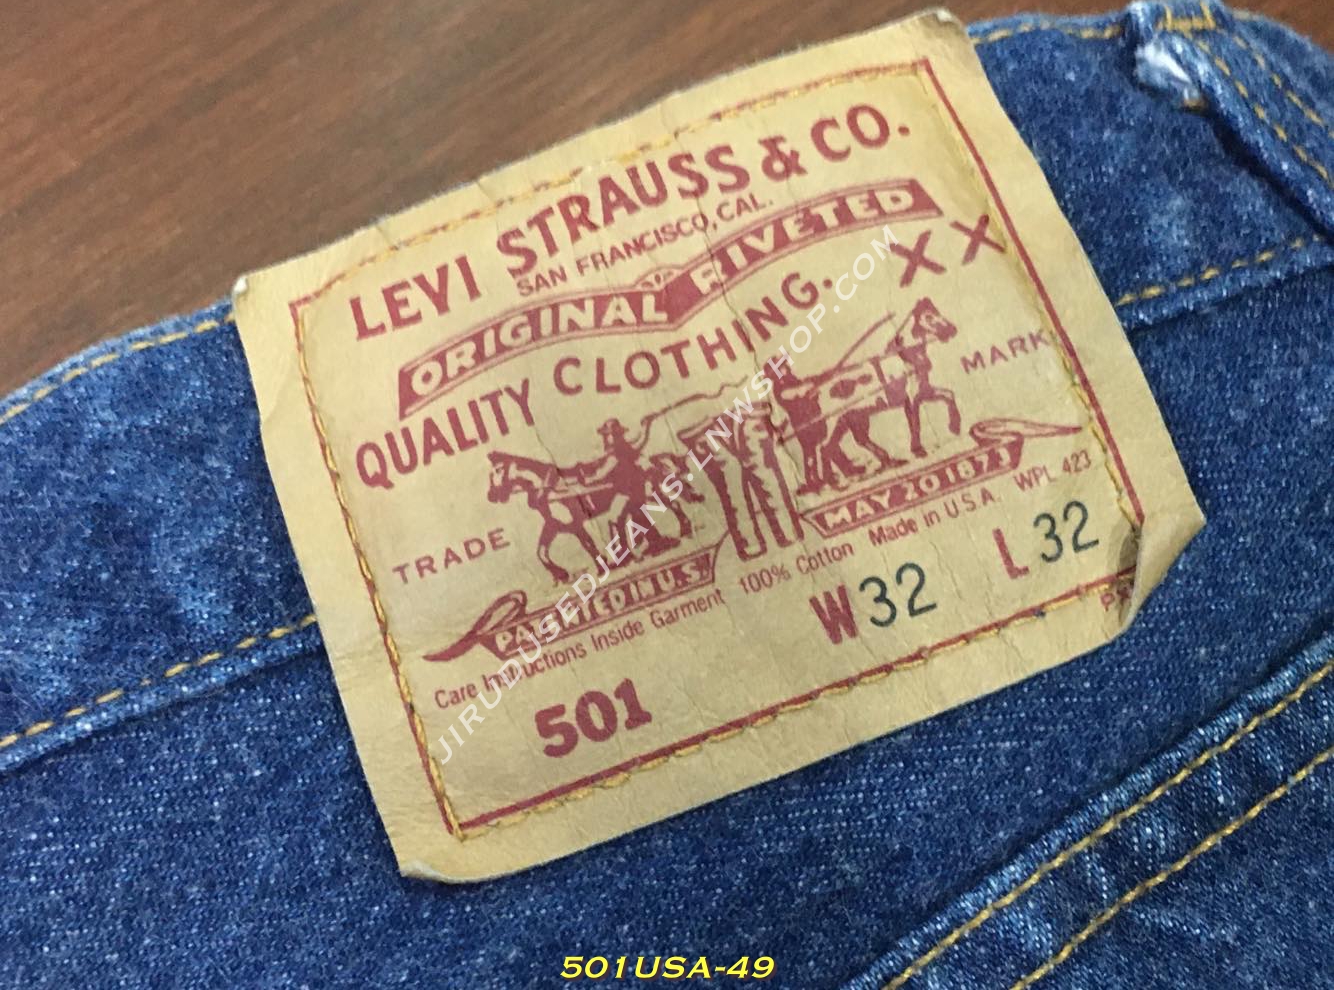 LEVI STRAUSS & CO.
SAN FRANCISCO, CAL.
ORIGINAL RIVETED
QUALITY CLOTHING. XX
TRADE MARK
PATENTED IN U.S. MAY 20 1873
Care Instructions Inside Garment 100% Cotton Made in U.S.A. WPL 423
501 W32 L32
JIRUDUSEDJEANS.LNWSHOP.COM
501USA-49